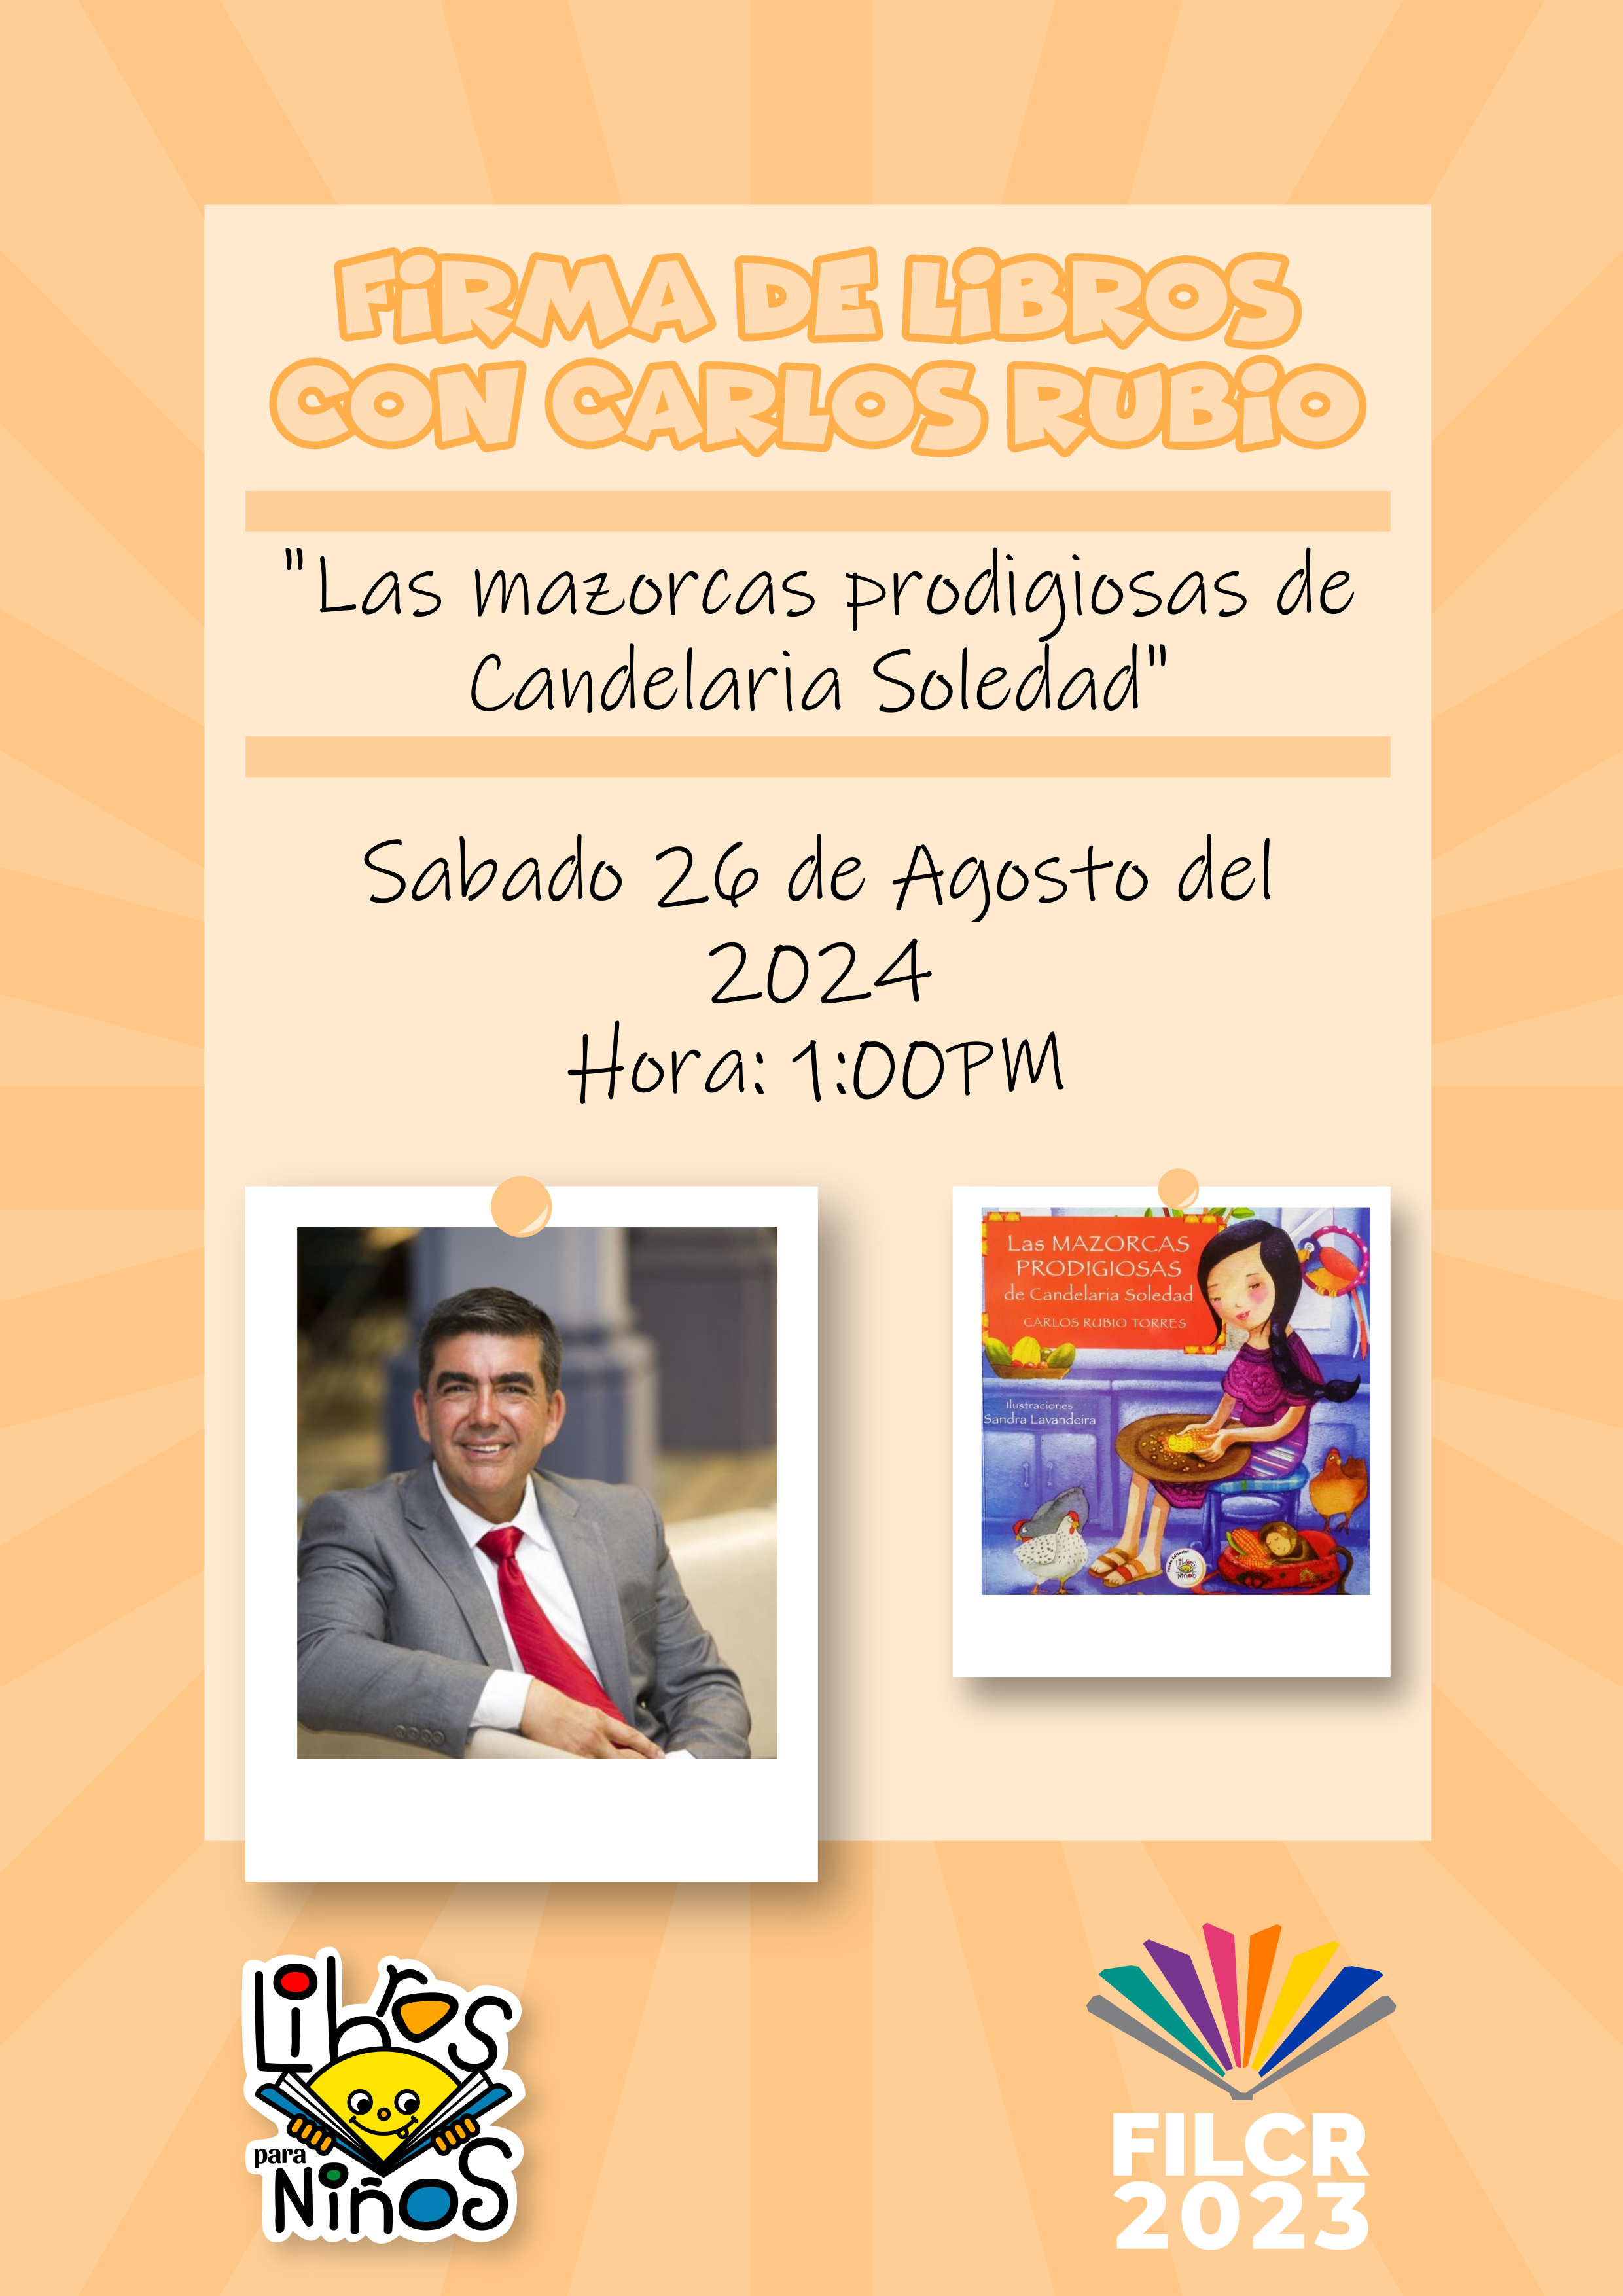 FiRMA DE LiBROS
CON CARLOS RUBiO
"Las mazorcas prodigiosas de
Candelaria Soledad"
Sabado 26 de Agosto del
2024
Hora: 1:00PM
Las MAZORCAS
PRODIGIOSAS
de Candelaria Soledad
CARLOS RUBIO TORRES
Ilustraciones
Sandra Lavandeira
Libros
para
Niños
FILCR
2023